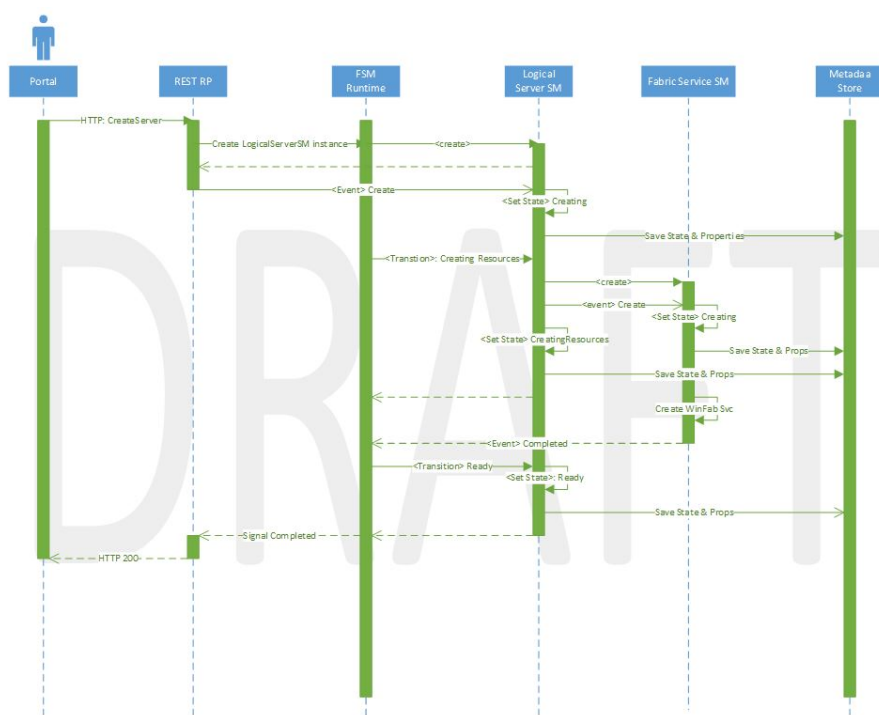 Portal
REST RP
FSM
Runtime
Logical
Server SM
Fabric Service SM
Metadaa
Store
HTTP: CreateServer
Create LogicalServerSM instance
<create>
<Event> Create
<Set State> Creating
Save State & Properties
<Transtion>: Creating Resources
<create>
<event> Create
<Set State> Creating
<Set State> CreatingResources
Save State & Props
Save State & Props
Create WinFab Svc
<Event> Completed
<Transition> Ready
<Set State>: Ready
Save State & Props
Signal Completed
HTTP 200
DRAFT